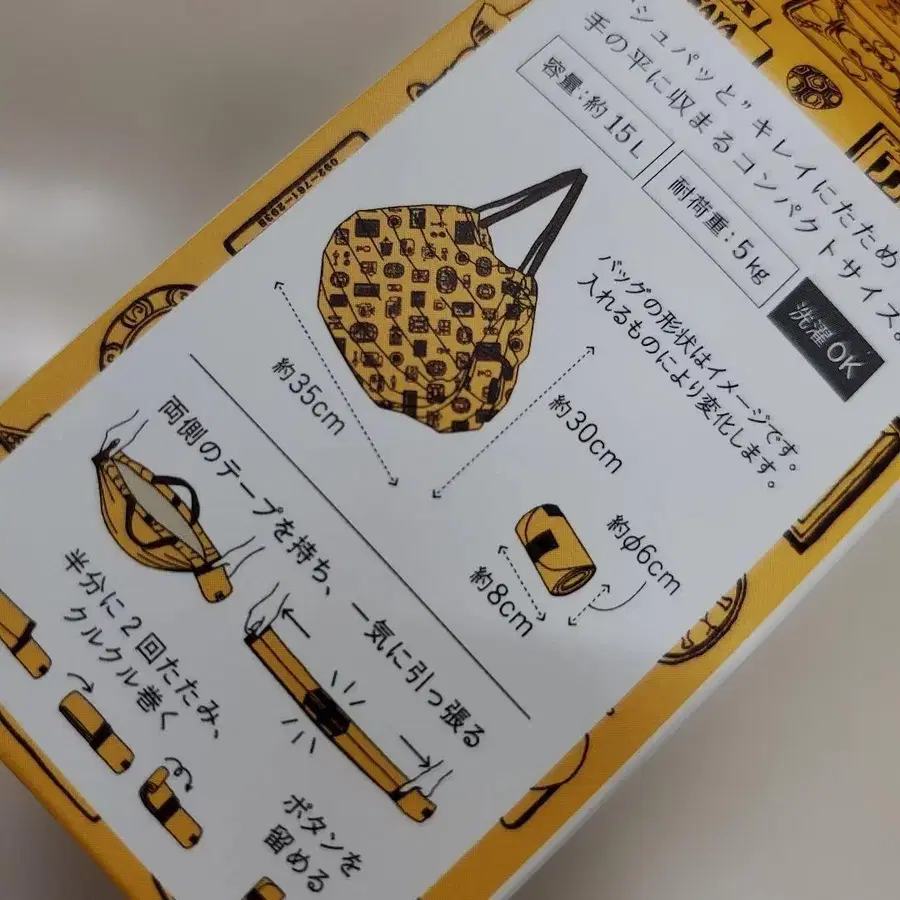 シュパッと”キレイにたため
手の平に収まるコンパクトサイズ。
容量:約15L
耐荷重:5kg
洗濯OK
バッグの形状はイメージです。
入れるものにより変化します。
約35cm
約30cm
約φ6cm
約8cm
両側のテープを持ち、一気に引っ張る
半分に2回たたみ、
クルクル巻く
ボタンを
留める
092-761-2938